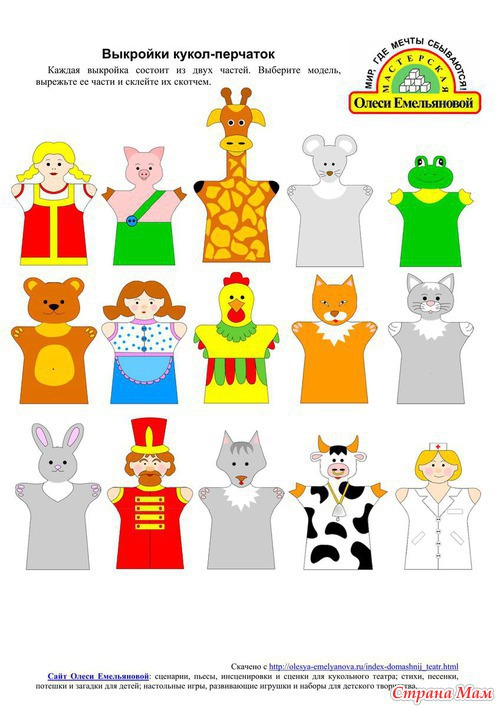 Выкройки кукол-перчаток
Каждая выкройка состоит из двух частей. Выберите модель,
вырежьте ее части и склейте их скотчем.
МИР, ГДЕ МЕЧТЫ СБЫВАЮТСЯ!
МАСТЕРСКАЯ
Олеси Емельяновой
Скачено с http://olesya-emelyanova.ru/index-domashnij_teatr.html
Сайт Олеси Емельяновой: сценарии, пьесы, инсценировки и сценки для кукольного театра; стихи, песенки,
потешки и загадки для детей; настольные игры, развивающие игрушки и наборы для детского творчества.
Страна Мам